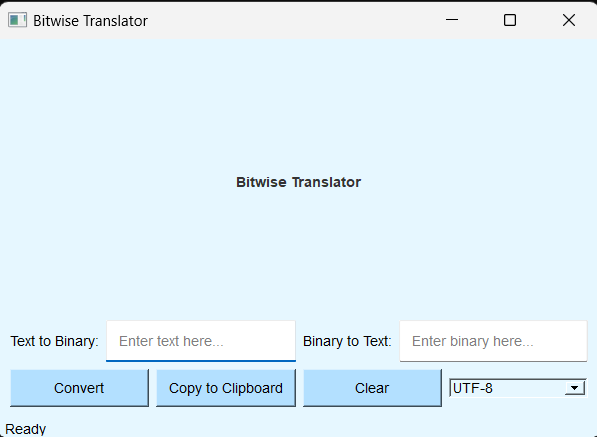 Bitwise Translator
Bitwise Translator
Text to Binary: Enter text here... Binary to Text: Enter binary here...
Convert Copy to Clipboard Clear UTF-8
Ready